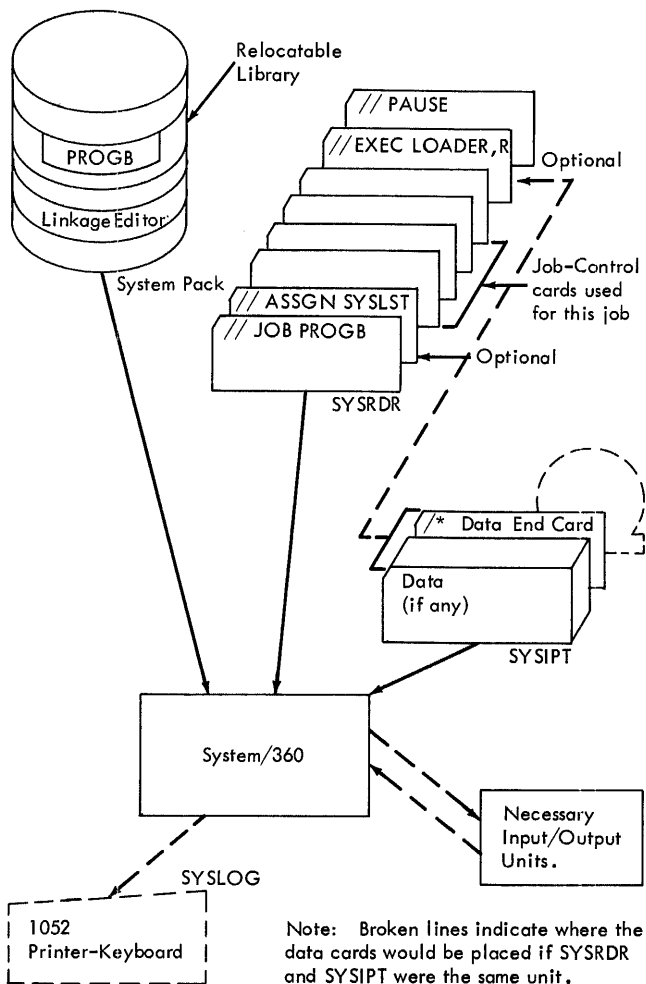 Relocatable
Library
PROGB
Linkage Editor
System Pack
// PAUSE
//EXEC LOADER,R
Optional
Job-Control
cards used
for this job
// ASSGN SYSLST
// JOB PROGB
Optional
SYSRDR
/* Data End Card
Data
(if any)
SYSIPT
System/360
Necessary
Input/Output
Units.
SYSLOG
1052
Printer-Keyboard
Note: Broken lines indicate where the
data cards would be placed if SYSRDR
and SYSIPT were the same unit.